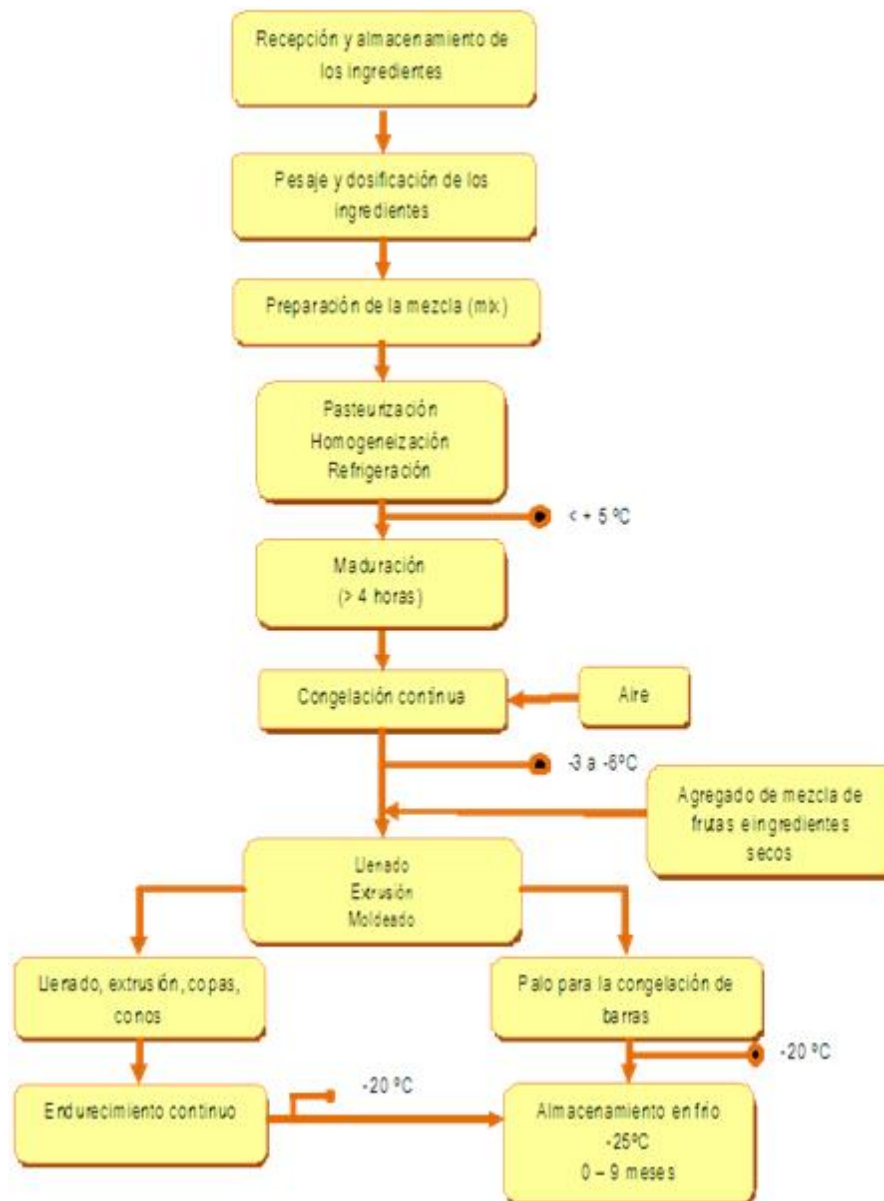 Recepción y almacenamiento de
los ingredientes
Pesaje y dosificación de los
ingredientes
Preparación de la mezcla (mix)
Pasteurización
Homogeneización
Refrigeración
< + 5 ºC
Maduración
(> 4 horas)
Congelación continua
Aire
-3 a -6ºC
Agregado de mezcla de
frutas e ingredientes
secos
Llenado
Extrusión
Moldeado
Llenado, extrusión, copas,
conos
Palo para la congelación de
barras
-20 ºC
Endurecimiento continuo
-20 ºC
Almacenamiento en frío
-25ºC
0 – 9 meses